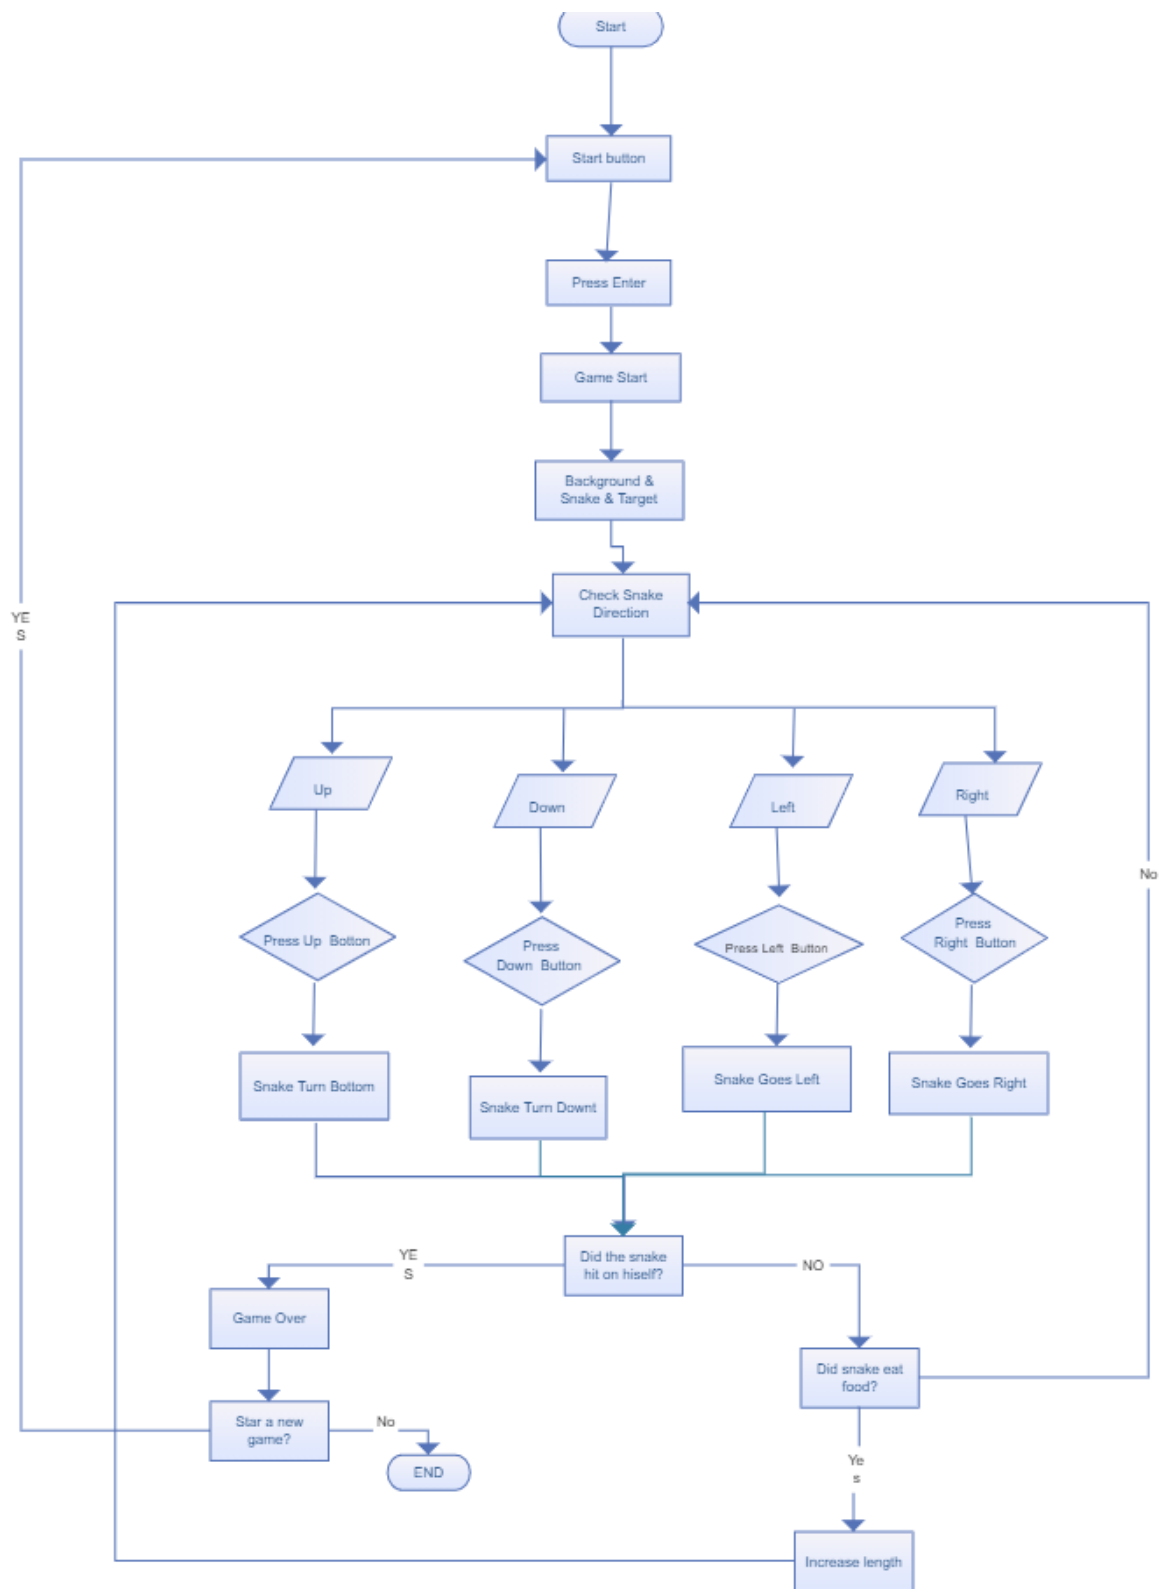 Start
Start button
Press Enter
Game Start
Background &
Snake & Target
Check Snake
Direction
YE
S
Up
Down
Left
Right
No
Press Up Botton
Press
Down Button
Press Left Button
Press
Right Button
Snake Turn Bottom
Snake Turn Downt
Snake Goes Left
Snake Goes Right
Did the snake
hit on hiself?
YE
S
NO
Game Over
Did snake eat
food?
Star a new
game?
No
END
Ye
s
Increase length